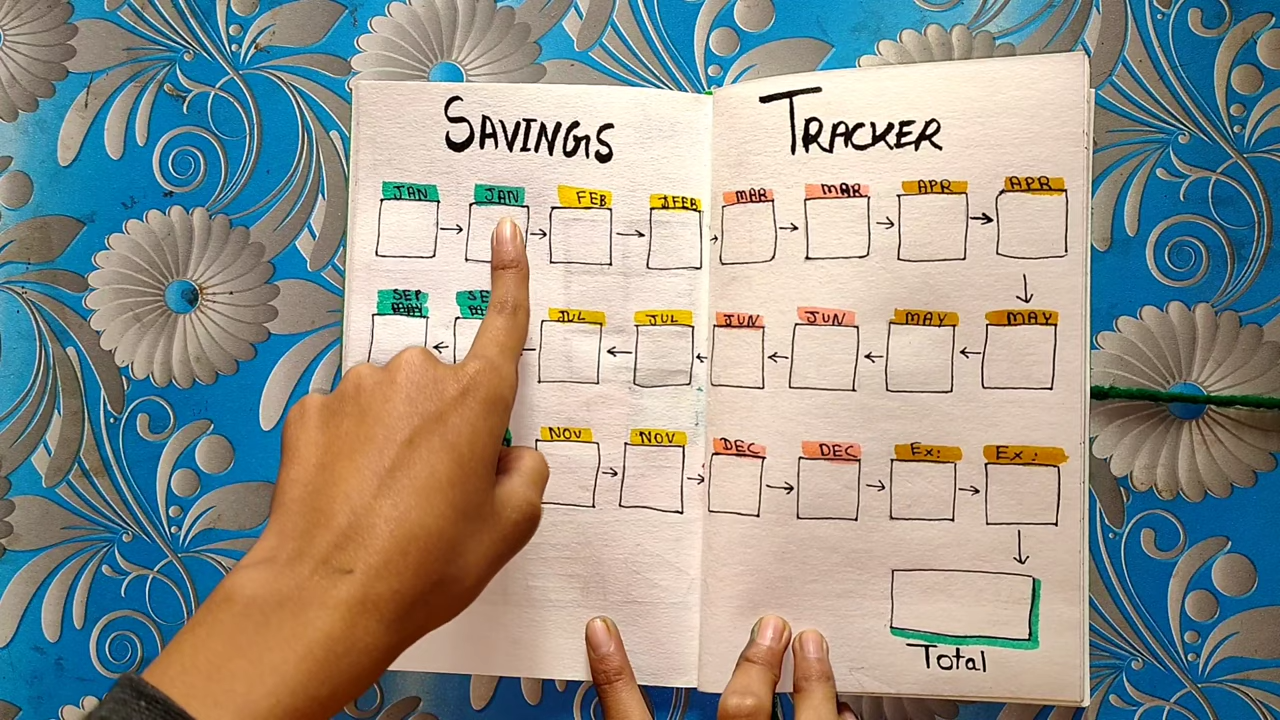 SAVINGS TRACKER
JAN JAN FEB FEB MAR MAR APR APR
SEP JUL JUL JUN JUN MAY MAY
NOV NOV DEC DEC Ex: Ex:
Total